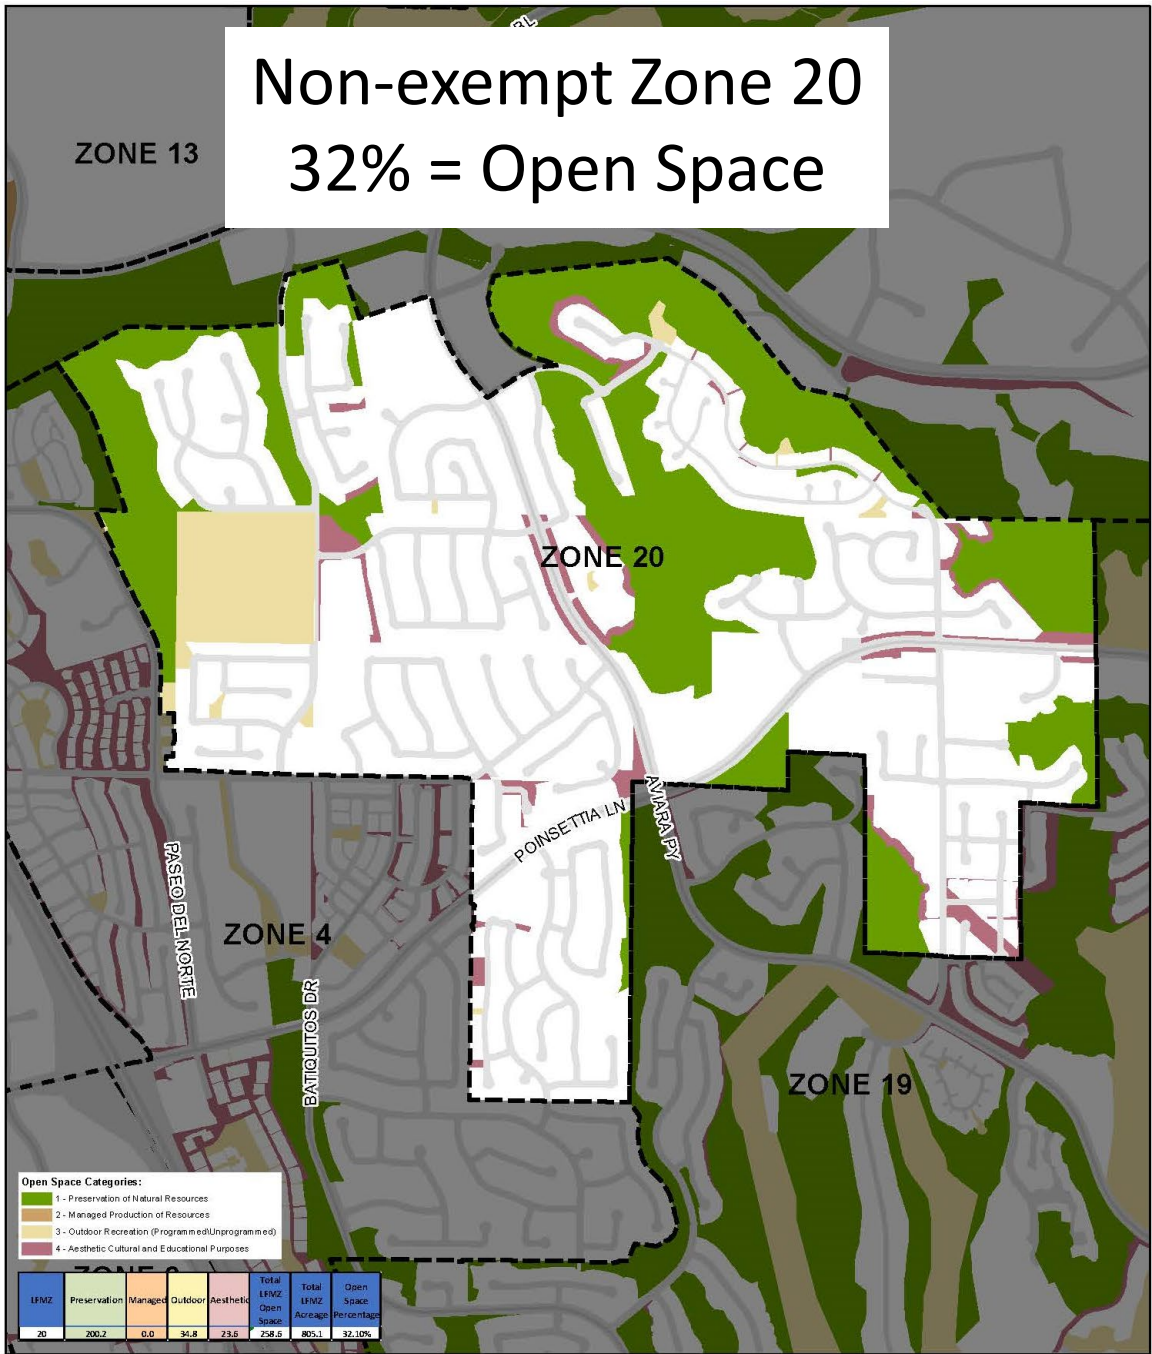 BL
Non-exempt Zone 20
32% = Open Space
ZONE 13
ZONE 20
AVIARA PY
POINSETTIA LN
PASEO DEL NORTE
ZONE 4
BATIQUITOS DR
ZONE 19
Open Space Categories:
1 - Preservation of Natural Resources
2 - Managed Production of Resources
3 - Outdoor Recreation (Programmed\Unprogrammed)
4 - Aesthetic Cultural and Educational Purposes
LFMZ Preservation Managed Outdoor Aesthetic Total LFMZ Open Space Total LFMZ Acreage Open Space Percentage
20 200.2 0.0 34.8 23.6 258.6 805.1 32.10%